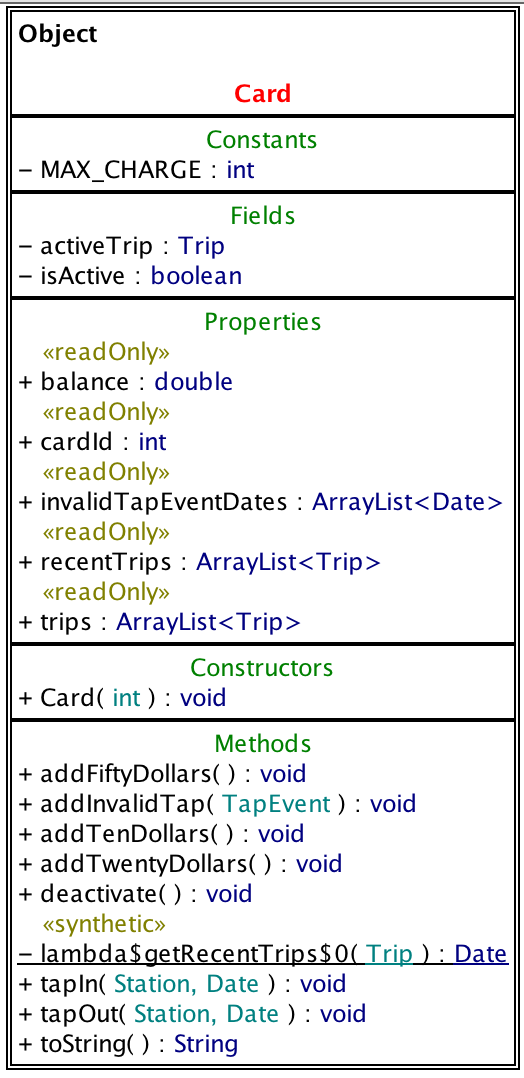 Object
Card
Constants
– MAX_CHARGE : int
Fields
– activeTrip : Trip
– isActive : boolean
Properties
«readOnly»
+ balance : double
«readOnly»
+ cardId : int
«readOnly»
+ invalidTapEventDates : ArrayList<Date>
«readOnly»
+ recentTrips : ArrayList<Trip>
«readOnly»
+ trips : ArrayList<Trip>
Constructors
+ Card( int ) : void
Methods
+ addFiftyDollars( ) : void
+ addInvalidTap( TapEvent ) : void
+ addTenDollars( ) : void
+ addTwentyDollars( ) : void
+ deactivate( ) : void
«synthetic»
– lambda$getRecentTrips$0( Trip ) : Date
+ tapIn( Station, Date ) : void
+ tapOut( Station, Date ) : void
+ toString( ) : String